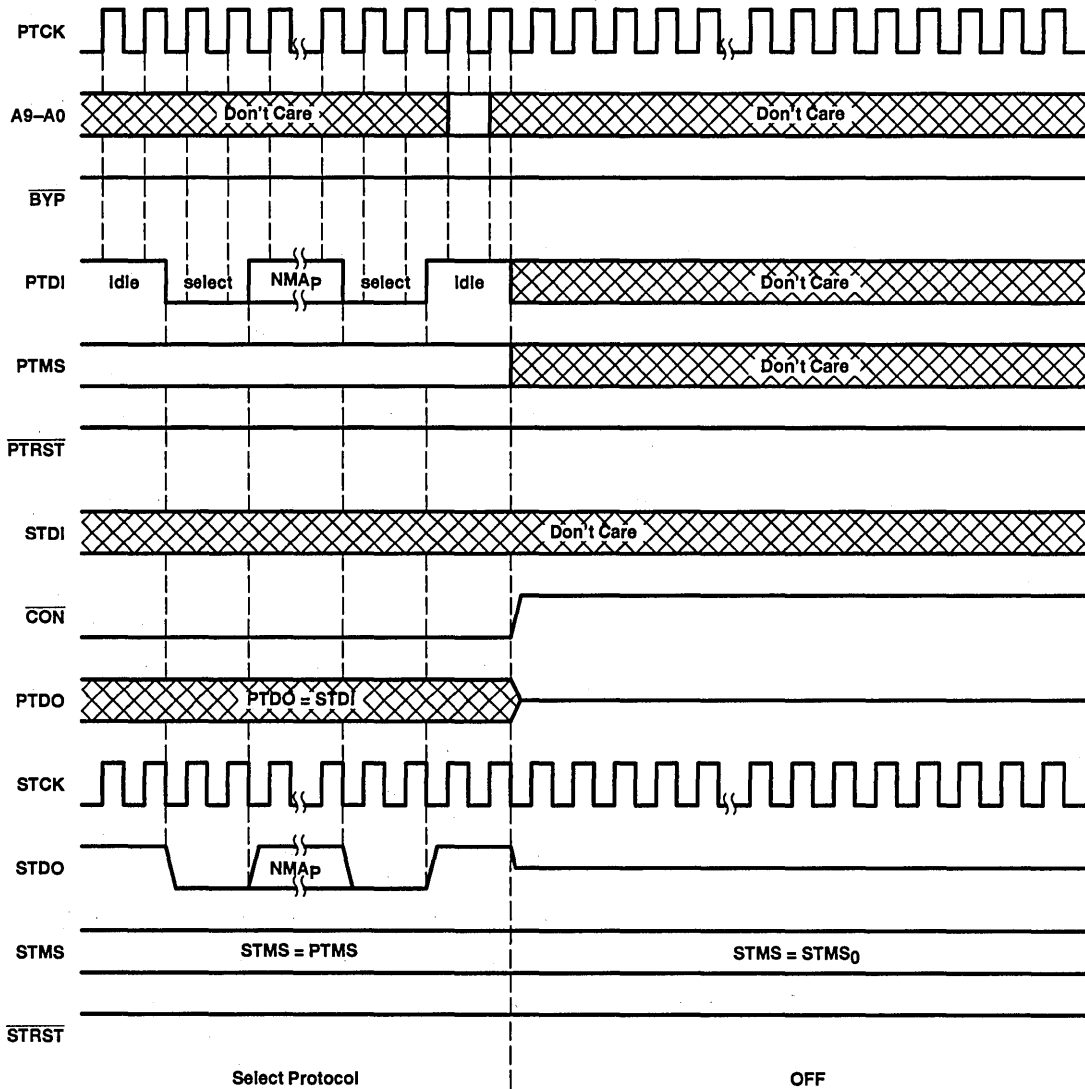 PTCK
A9–A0 Don't Care Don't Care
BYP
PTDI Idle select NMAP select Idle Don't Care
PTMS Don't Care
PTRST
STDI Don't Care
CON
PTDO PTDO = STDI
STCK
STDO NMAP
STMS STMS = PTMS STMS = STMS0
STRST
Select Protocol OFF